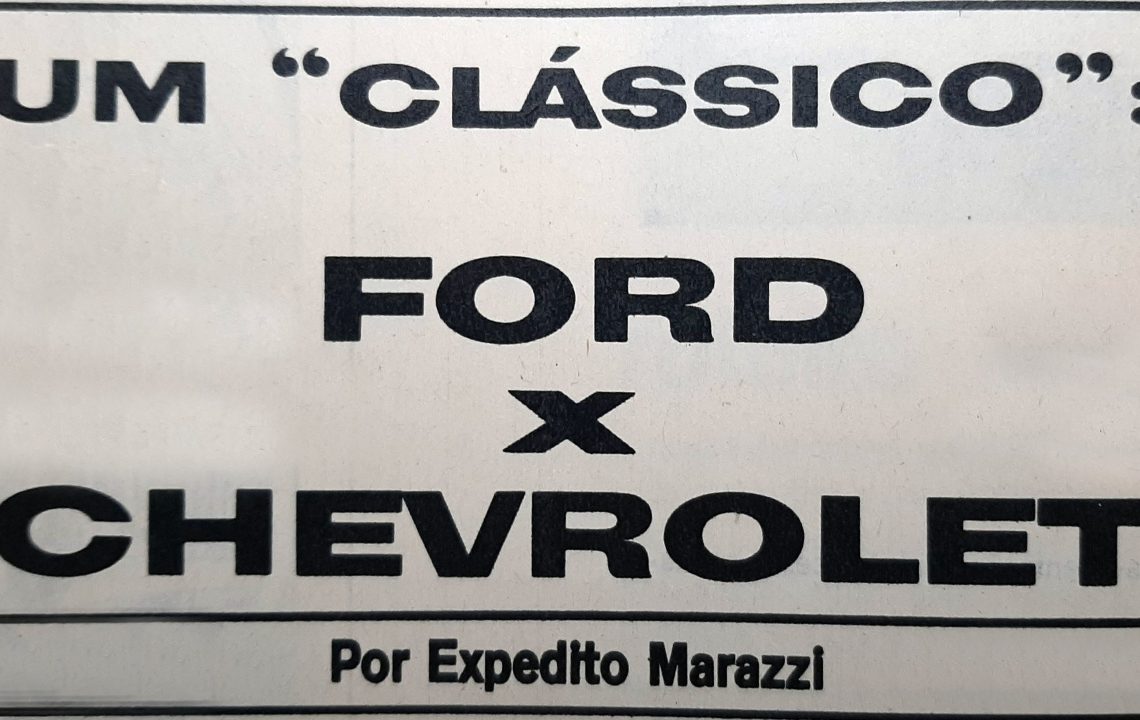 UM “CLÁSSICO”:
FORD
X
CHEVROLET
Por Expedito Marazzi